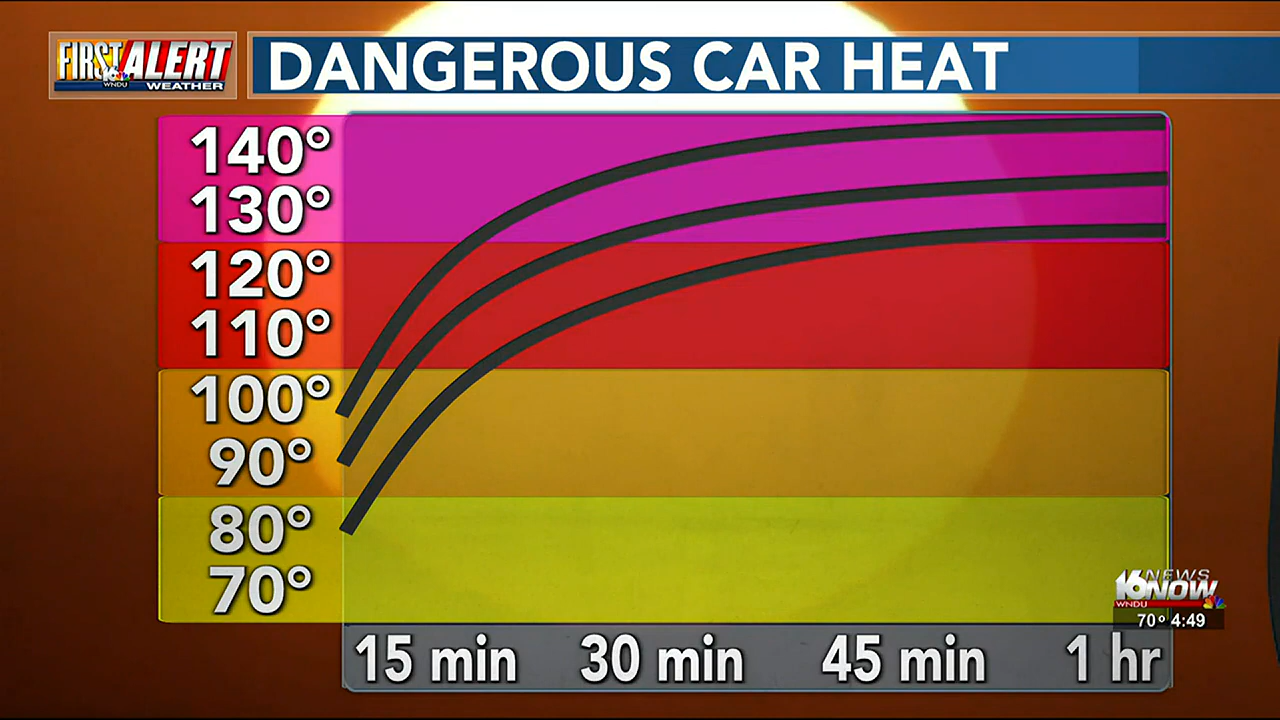 FIRST ALERT
16
WNDU WEATHER
DANGEROUS CAR HEAT
140°
130°
120°
110°
100°
90°
80°
70°
15 min 30 min 45 min 1 hr
16 NEWS NOW
WNDU
70° 4:49